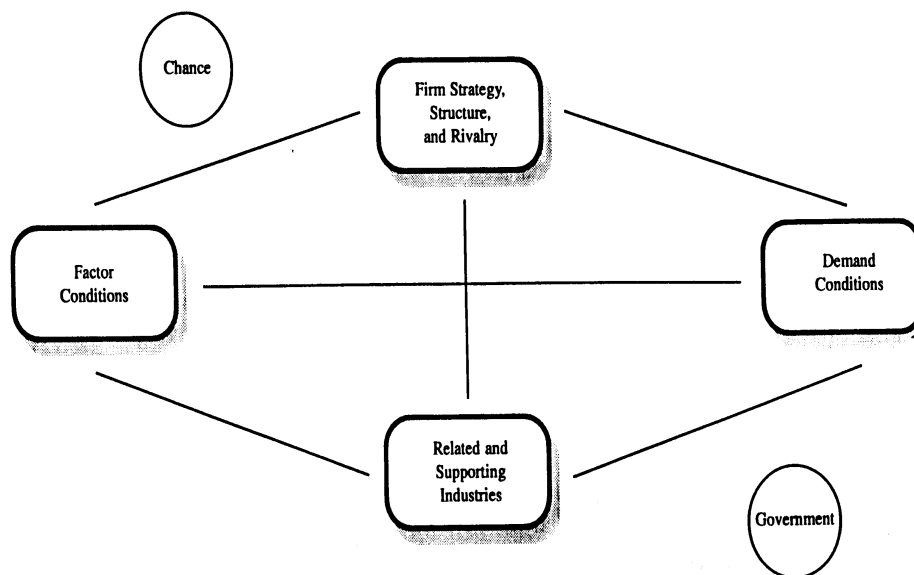 Chance
Firm Strategy,
Structure,
and Rivalry
Factor
Conditions
Demand
Conditions
Related and
Supporting
Industries
Government